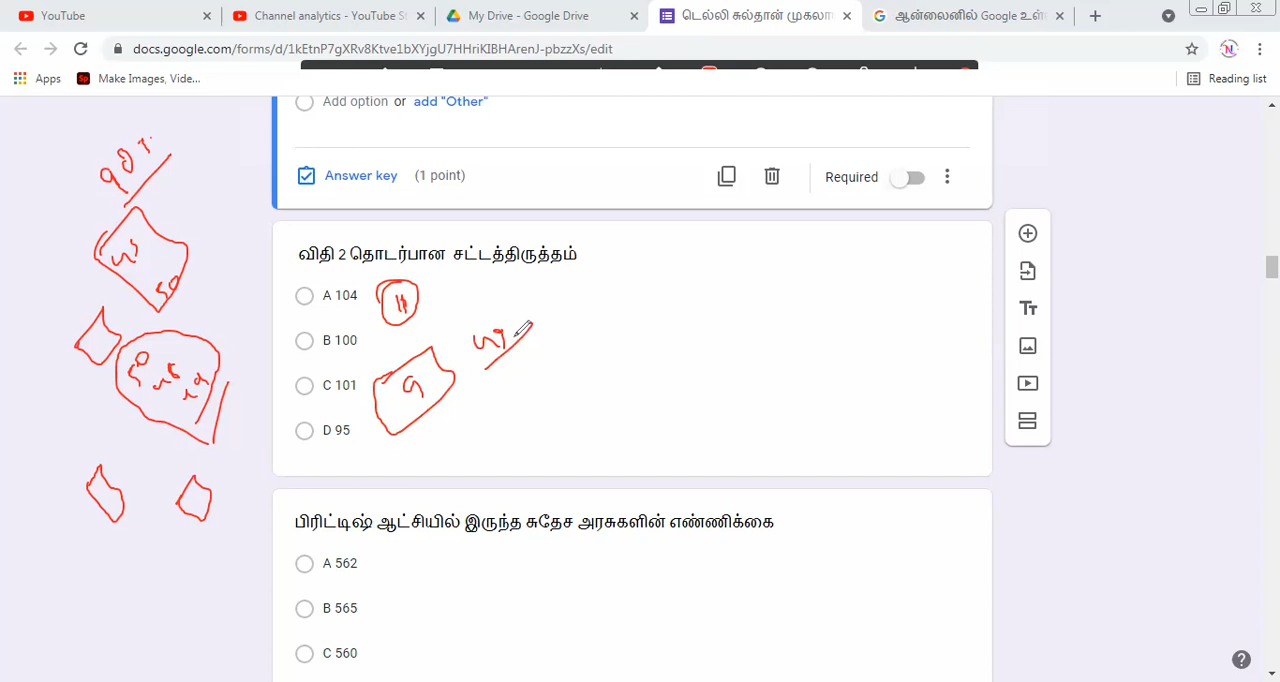 YouTube
Channel analytics - YouTube St
My Drive - Google Drive
டெல்லி சுல்தான் முகலா
ஆன்லைனில் Google உள்
docs.google.com/forms/d/1kEtnP7gXRv8Ktve1bXYjgU7HHriKIBHArenJ-pbzzXs/edit
Apps
Make Images, Vide...
Reading list
Add option or add "Other"
Answer key (1 point)
Required
விதி 2 தொடர்பான சட்டத்திருத்தம்
A 104
B 100
C 101
D 95
பிரிட்டிஷ் ஆட்சியில் இருந்த சுதேச அரசுகளின் எண்ணிக்கை
A 562
B 565
C 560